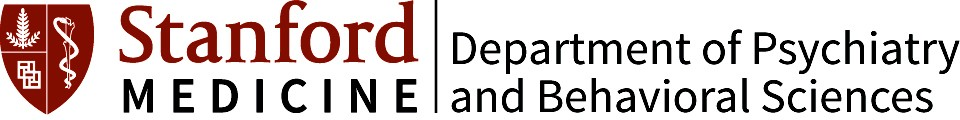 Stanford
MEDICINE
Department of Psychiatry
and Behavioral Sciences